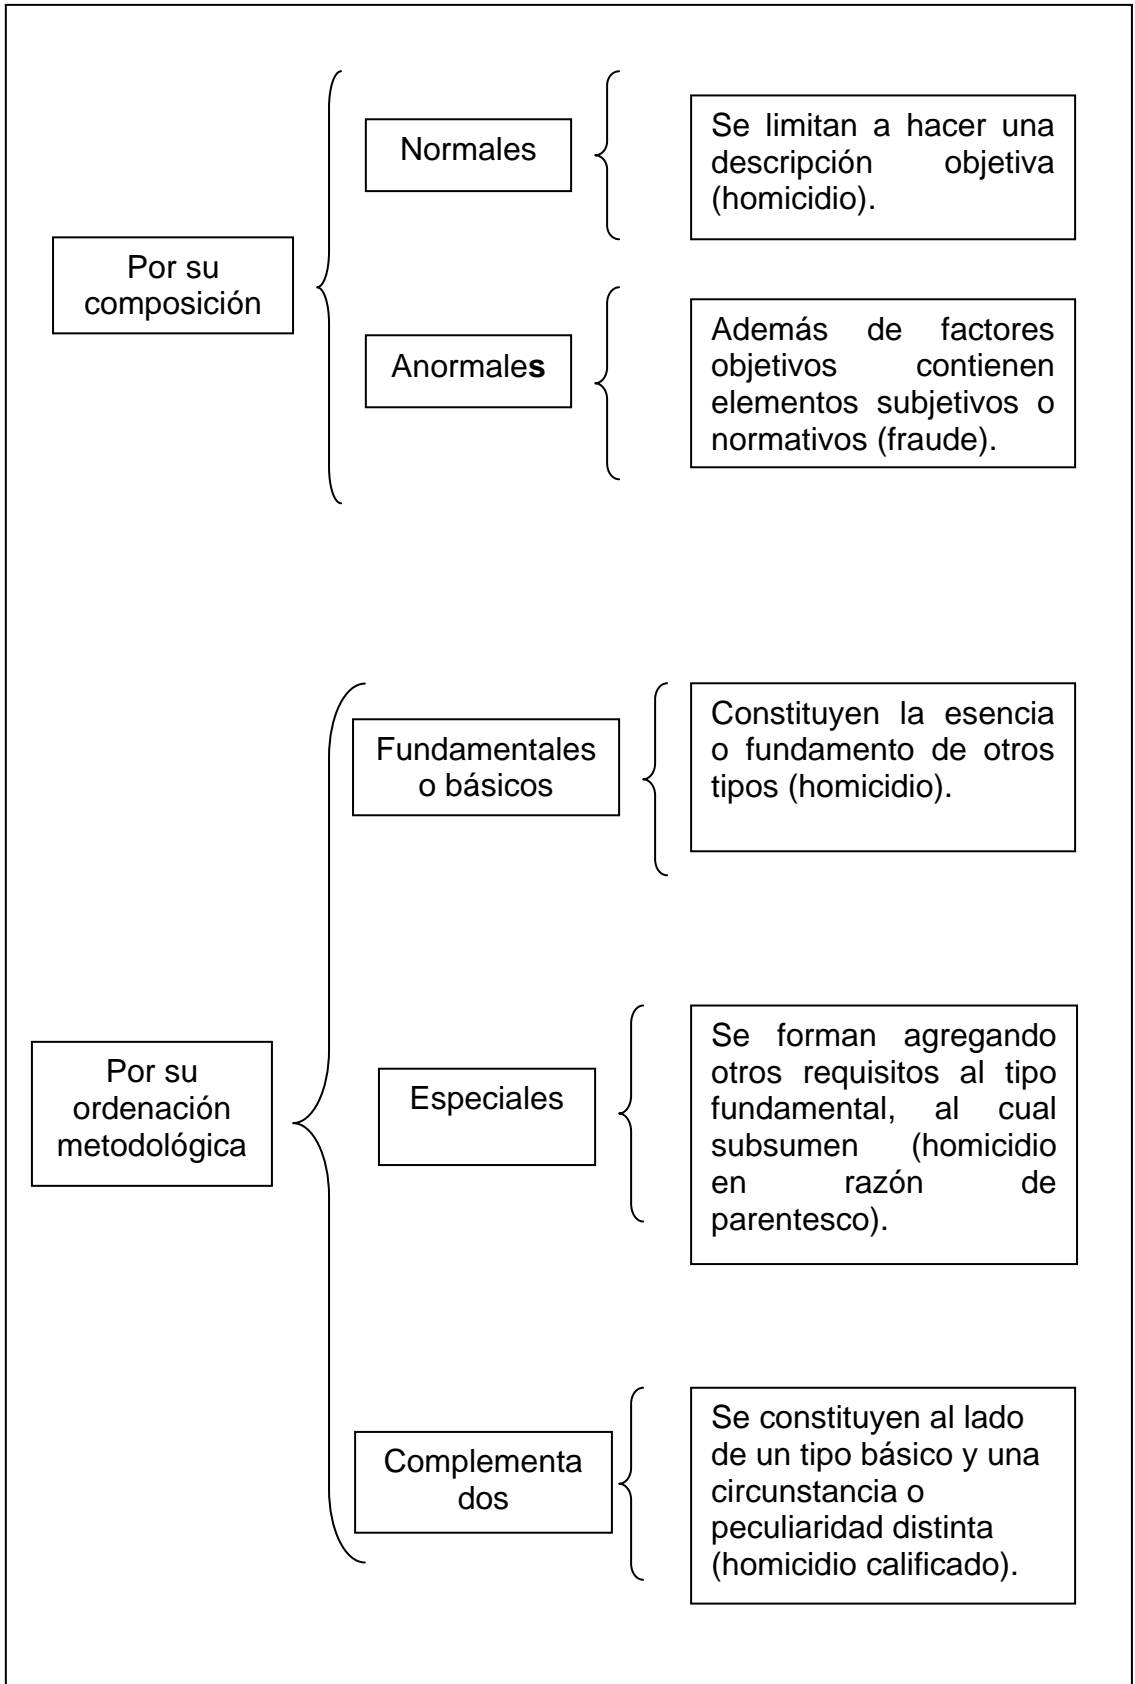 Por su
composición
Normales
Se limitan a hacer una
descripción objetiva
(homicidio).
Anormales
Además de factores
objetivos contienen
elementos subjetivos o
normativos (fraude).
Por su
ordenación
metodológica
Fundamentales
o básicos
Constituyen la esencia
o fundamento de otros
tipos (homicidio).
Especiales
Se forman agregando
otros requisitos al tipo
fundamental, al cual
subsumen (homicidio
en razón de
parentesco).
Complementa
dos
Se constituyen al lado
de un tipo básico y una
circunstancia o
peculiaridad distinta
(homicidio calificado).